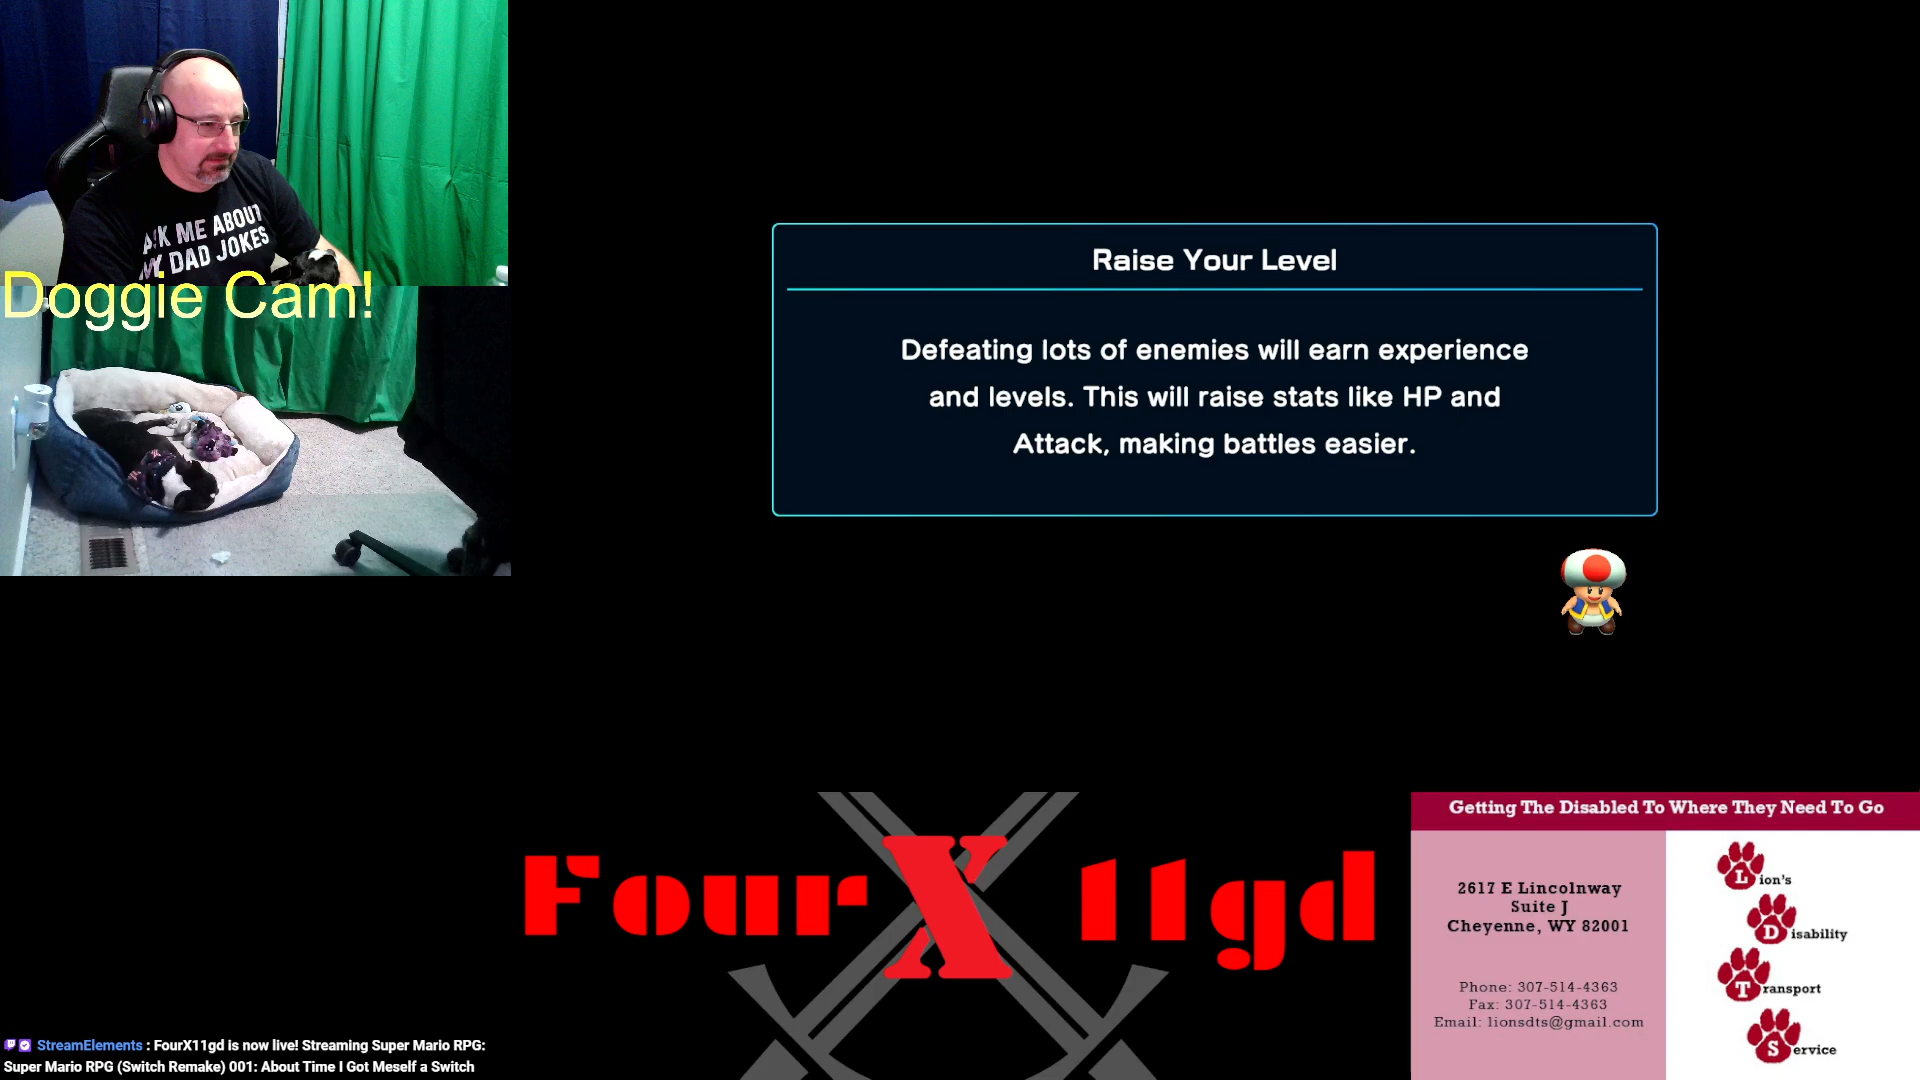 ASK ME ABOUT
MY DAD JOKES
Doggie Cam!
Raise Your Level
Defeating lots of enemies will earn experience
and levels. This will raise stats like HP and
Attack, making battles easier.
FourX11gd
Getting The Disabled To Where They Need To Go
2617 E Lincolnway
Suite J
Cheyenne, WY 82001
Phone: 307-514-4363
Fax: 307-514-4363
Email: lionsdts@gmail.com
Lion's
Disability
Transport
Service
StreamElements : FourX11gd is now live! Streaming Super Mario RPG:
Super Mario RPG (Switch Remake) 001: About Time I Got Meself a Switch